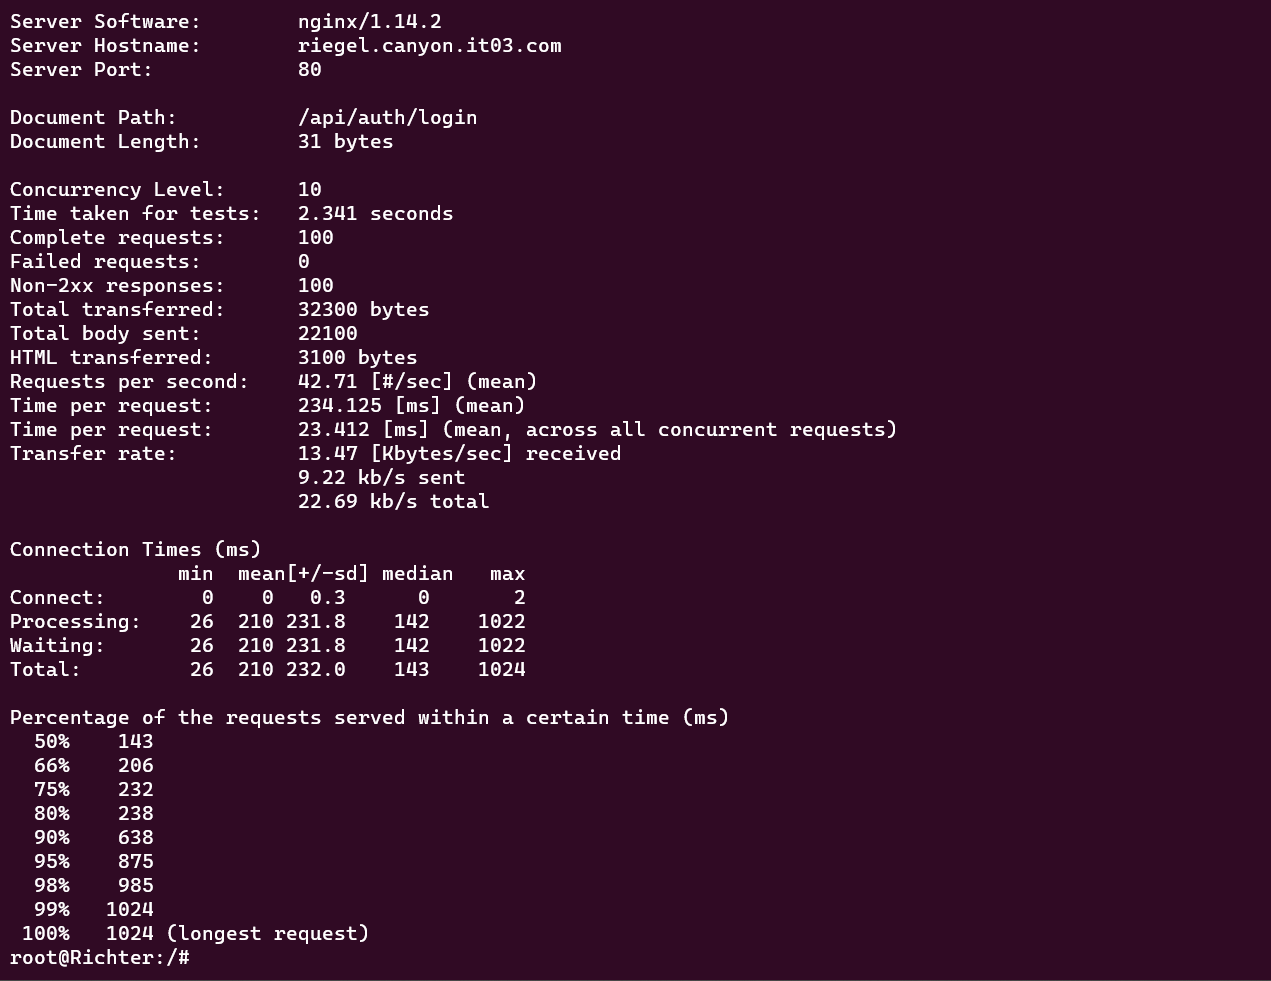 Server Software:        nginx/1.14.2
Server Hostname:        riegel.canyon.it03.com
Server Port:            80

Document Path:          /api/auth/login
Document Length:        31 bytes

Concurrency Level:      10
Time taken for tests:   2.341 seconds
Complete requests:      100
Failed requests:        0
Non-2xx responses:      100
Total transferred:      32300 bytes
Total body sent:        22100
HTML transferred:       3100 bytes
Requests per second:    42.71 [#/sec] (mean)
Time per request:       234.125 [ms] (mean)
Time per request:       23.412 [ms] (mean, across all concurrent requests)
Transfer rate:          13.47 [Kbytes/sec] received
                        9.22 kb/s sent
                        22.69 kb/s total

Connection Times (ms)
              min  mean[+/-sd] median   max
Connect:        0    0   0.3      0       2
Processing:    26  210 231.8    142    1022
Waiting:       26  210 231.8    142    1022
Total:         26  210 232.0    143    1024

Percentage of the requests served within a certain time (ms)
  50%    143
  66%    206
  75%    232
  80%    238
  90%    638
  95%    875
  98%    985
  99%   1024
 100%   1024 (longest request)
root@Richter:/#